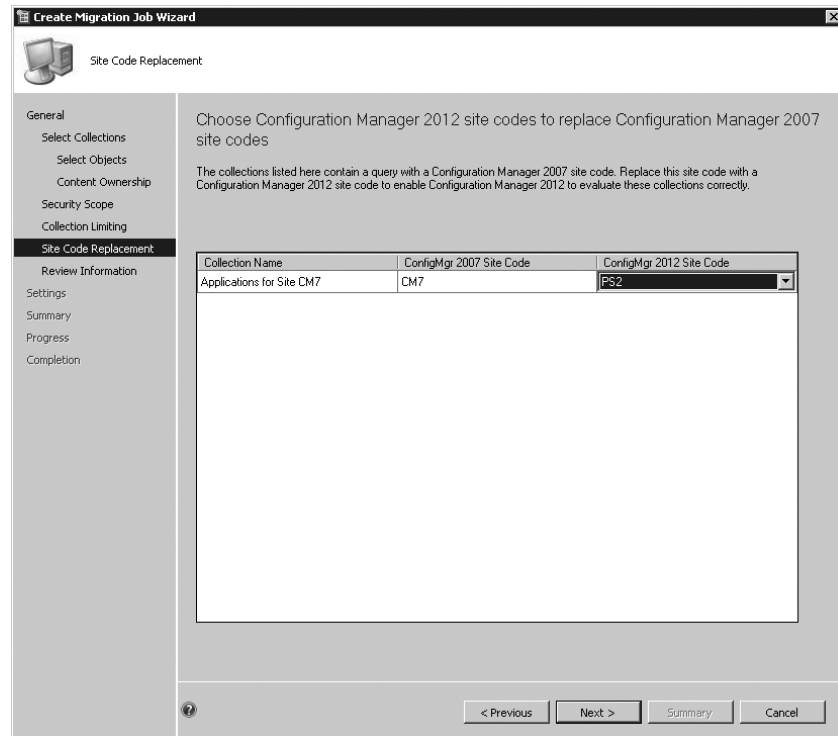 Create Migration Job Wizard
Site Code Replacement
General
Select Collections
Select Objects
Content Ownership
Security Scope
Collection Limiting
Site Code Replacement
Review Information
Settings
Summary
Progress
Completion
Choose Configuration Manager 2012 site codes to replace Configuration Manager 2007
site codes
The collections listed here contain a query with a Configuration Manager 2007 site code. Replace this site code with a
Configuration Manager 2012 site code to enable Configuration Manager 2012 to evaluate these collections correctly.
Collection Name ConfigMgr 2007 Site Code ConfigMgr 2012 Site Code
Applications for Site CM7 CM7 PS2
< Previous Next > Summary Cancel